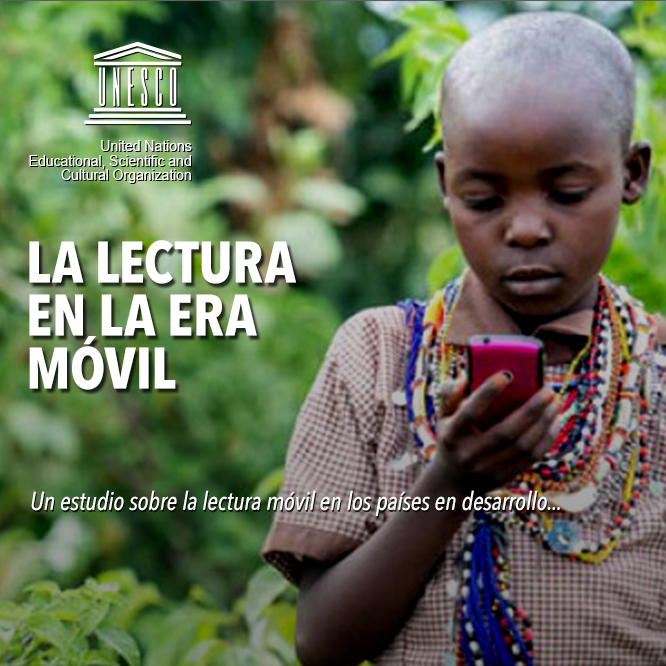 UNESCO
United Nations
Educational, Scientific and
Cultural Organization
LA LECTURA
EN LA ERA
MÓVIL
Un estudio sobre la lectura móvil en los países en desarrollo...